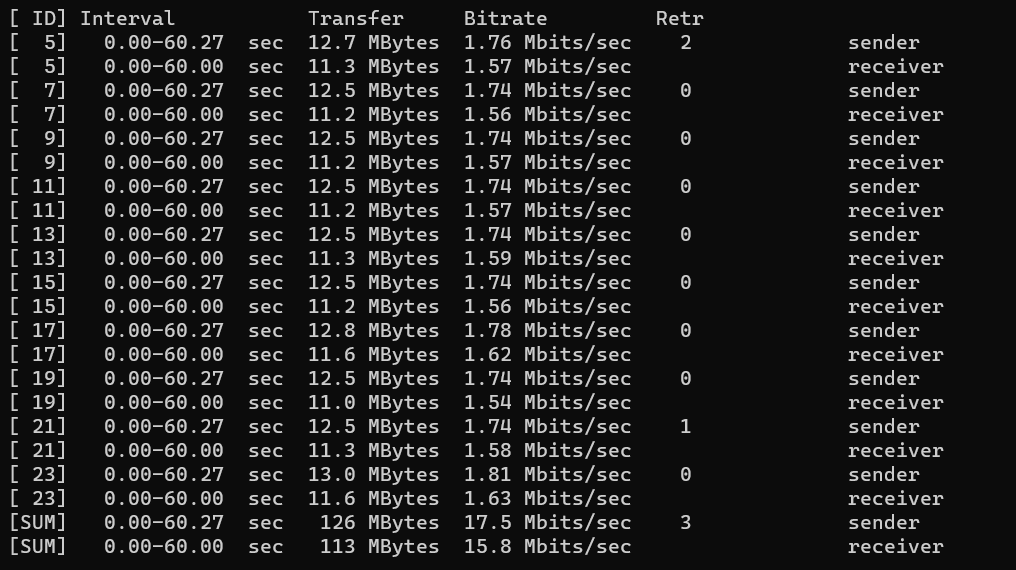 [ ID] Interval           Transfer     Bitrate         Retr
[  5]   0.00-60.27  sec  12.7 MBytes  1.76 Mbits/sec    2             sender
[  5]   0.00-60.00  sec  11.3 MBytes  1.57 Mbits/sec                  receiver
[  7]   0.00-60.27  sec  12.5 MBytes  1.74 Mbits/sec    0             sender
[  7]   0.00-60.00  sec  11.2 MBytes  1.56 Mbits/sec                  receiver
[  9]   0.00-60.27  sec  12.5 MBytes  1.74 Mbits/sec    0             sender
[  9]   0.00-60.00  sec  11.2 MBytes  1.57 Mbits/sec                  receiver
[ 11]   0.00-60.27  sec  12.5 MBytes  1.74 Mbits/sec    0             sender
[ 11]   0.00-60.00  sec  11.2 MBytes  1.57 Mbits/sec                  receiver
[ 13]   0.00-60.27  sec  12.5 MBytes  1.74 Mbits/sec    0             sender
[ 13]   0.00-60.00  sec  11.3 MBytes  1.59 Mbits/sec                  receiver
[ 15]   0.00-60.27  sec  12.5 MBytes  1.74 Mbits/sec    0             sender
[ 15]   0.00-60.00  sec  11.2 MBytes  1.56 Mbits/sec                  receiver
[ 17]   0.00-60.27  sec  12.8 MBytes  1.78 Mbits/sec    0             sender
[ 17]   0.00-60.00  sec  11.6 MBytes  1.62 Mbits/sec                  receiver
[ 19]   0.00-60.27  sec  12.5 MBytes  1.74 Mbits/sec    0             sender
[ 19]   0.00-60.00  sec  11.0 MBytes  1.54 Mbits/sec                  receiver
[ 21]   0.00-60.27  sec  12.5 MBytes  1.74 Mbits/sec    1             sender
[ 21]   0.00-60.00  sec  11.3 MBytes  1.58 Mbits/sec                  receiver
[ 23]   0.00-60.27  sec  13.0 MBytes  1.81 Mbits/sec    0             sender
[ 23]   0.00-60.00  sec  11.6 MBytes  1.63 Mbits/sec                  receiver
[SUM]   0.00-60.27  sec   126 MBytes  17.5 Mbits/sec    3             sender
[SUM]   0.00-60.00  sec   113 MBytes  15.8 Mbits/sec                  receiver